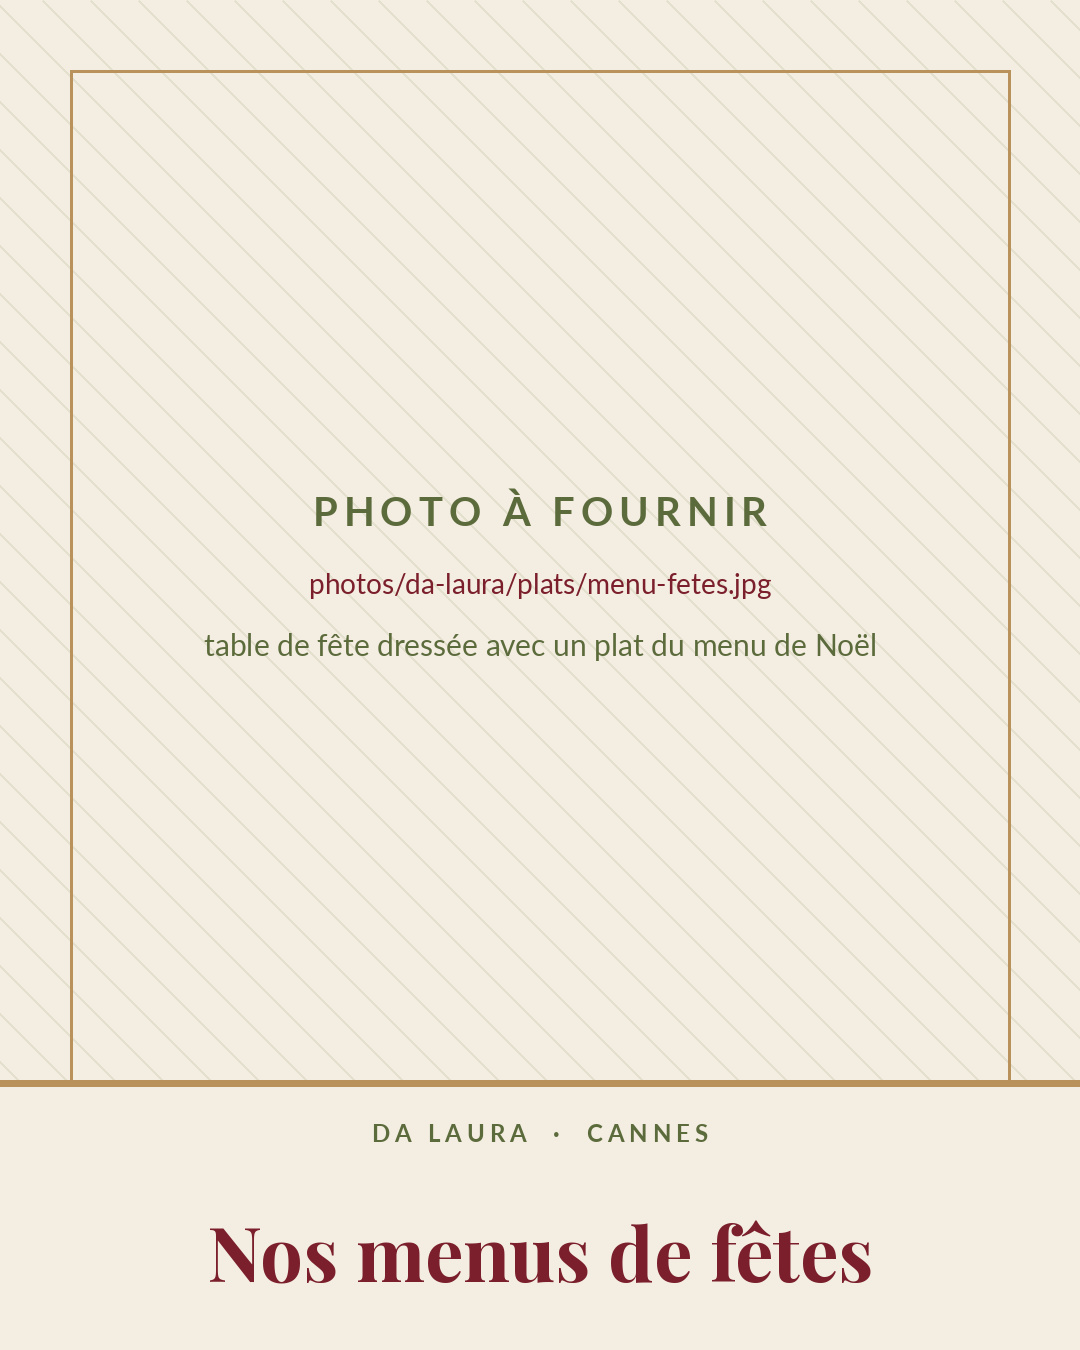 PHOTO À FOURNIR
photos/da-laura/plats/menu-fetes.jpg
table de fête dressée avec un plat du menu de Noël
DA LAURA · CANNES
Nos menus de fêtes